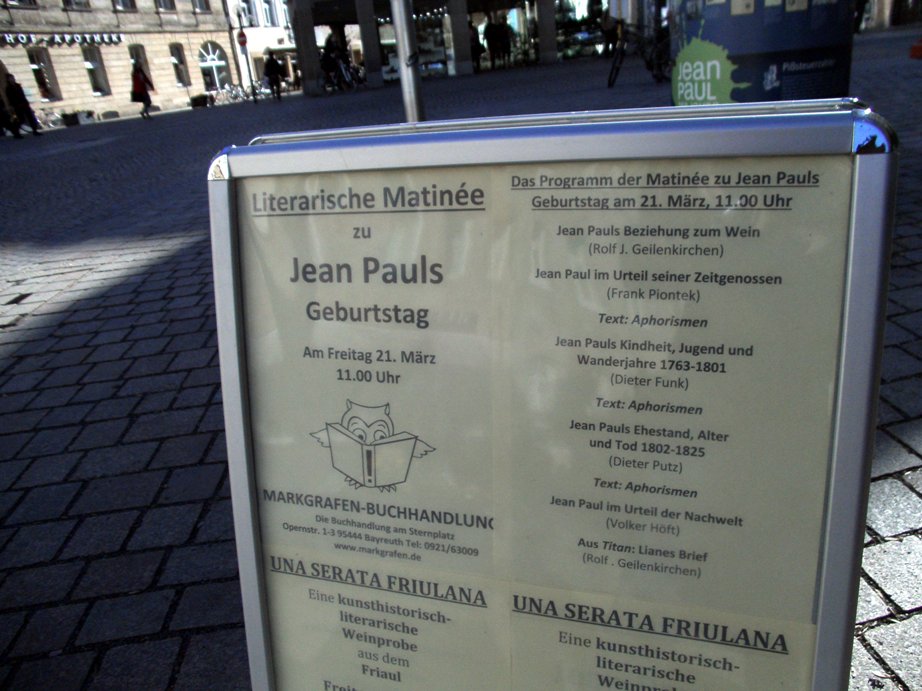 HOF APOTHEKE
JEAN
PAUL
Literarische Matinée
zu
Jean Pauls
Geburtstag
Am Freitag 21. März
11.00 Uhr
MARKGRAFEN-BUCHHANDLUNG
Die Buchhandlung am Sternplatz
Opernstr. 1-3 95444 Bayreuth Tel: 0921/63009
www.markgrafen.de
UNA SERATA FRIULANA
Eine kunsthistorisch-
literarische
Weinprobe
aus dem
Friaul
Das Programm der Matinée zu Jean Pauls
Geburtstag am 21. März, 11.00 Uhr
Jean Pauls Beziehung zum Wein
(Rolf J. Geilenkirchen)
Jean Paul im Urteil seiner Zeitgenossen
(Frank Piontek)
Text: Aphorismen
Jean Pauls Kindheit, Jugend und
Wanderjahre 1763-1801
(Dieter Funk)
Text: Aphorismen
Jean Pauls Ehestand, Alter
und Tod 1802-1825
(Dieter Putz)
Text: Aphorismen
Jean Paul im Urteil der Nachwelt
(Volker Höft)
Aus Titan: Lianes Brief
(Rolf . Geilenkirchen)
UNA SERATA FRIULANA
Eine kunsthistorisch-
literarische